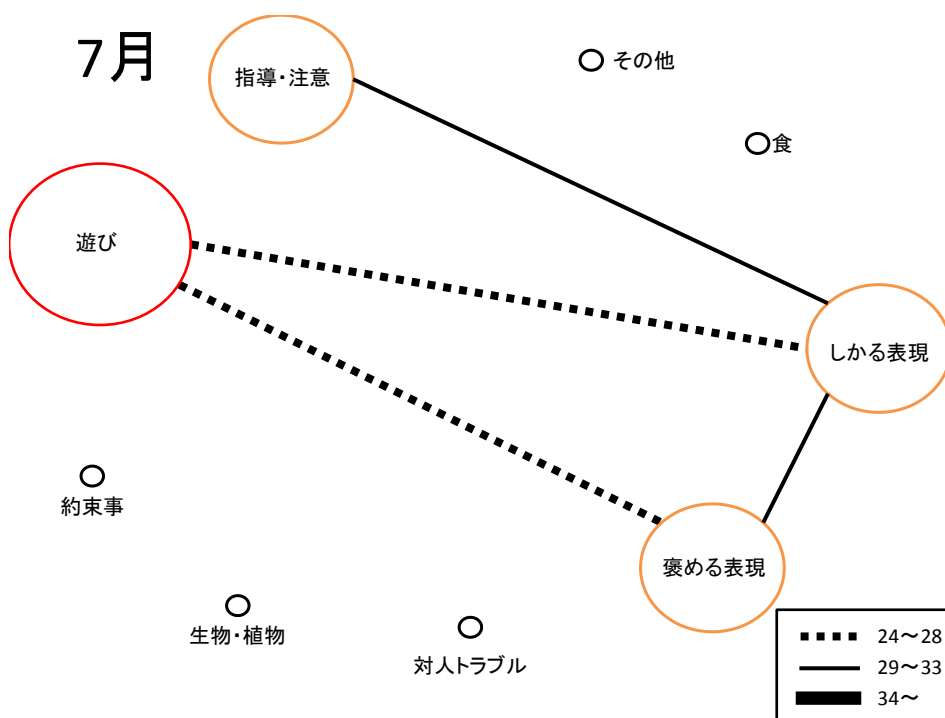 7月
指導・注意
その他
食
遊び
しかる表現
約束事
褒める表現
生物・植物
対人トラブル
24～28
29～33
34～